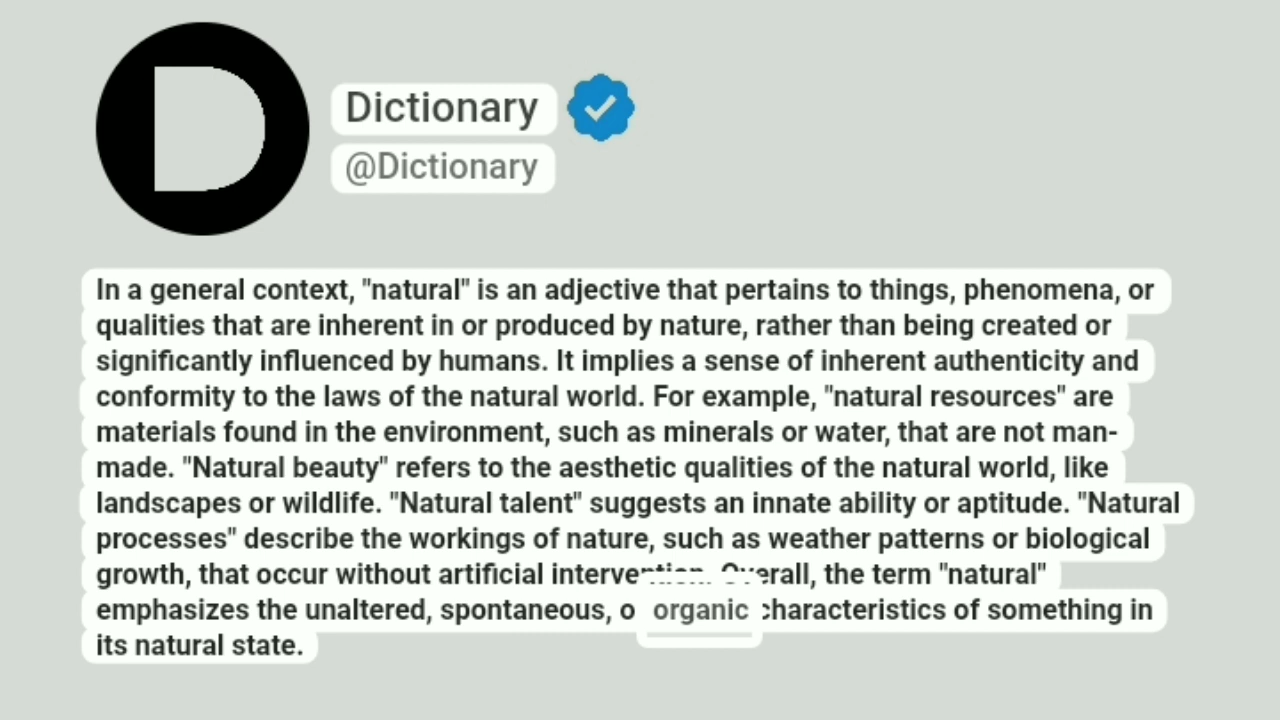 D
Dictionary
@Dictionary
In a general context, "natural" is an adjective that pertains to things, phenomena, or
qualities that are inherent in or produced by nature, rather than being created or
significantly influenced by humans. It implies a sense of inherent authenticity and
conformity to the laws of the natural world. For example, "natural resources" are
materials found in the environment, such as minerals or water, that are not man-
made. "Natural beauty" refers to the aesthetic qualities of the natural world, like
landscapes or wildlife. "Natural talent" suggests an innate ability or aptitude. "Natural
processes" describe the workings of nature, such as weather patterns or biological
growth, that occur without artificial intervention. Overall, the term "natural"
emphasizes the unaltered, spontaneous, o organic characteristics of something in
its natural state.